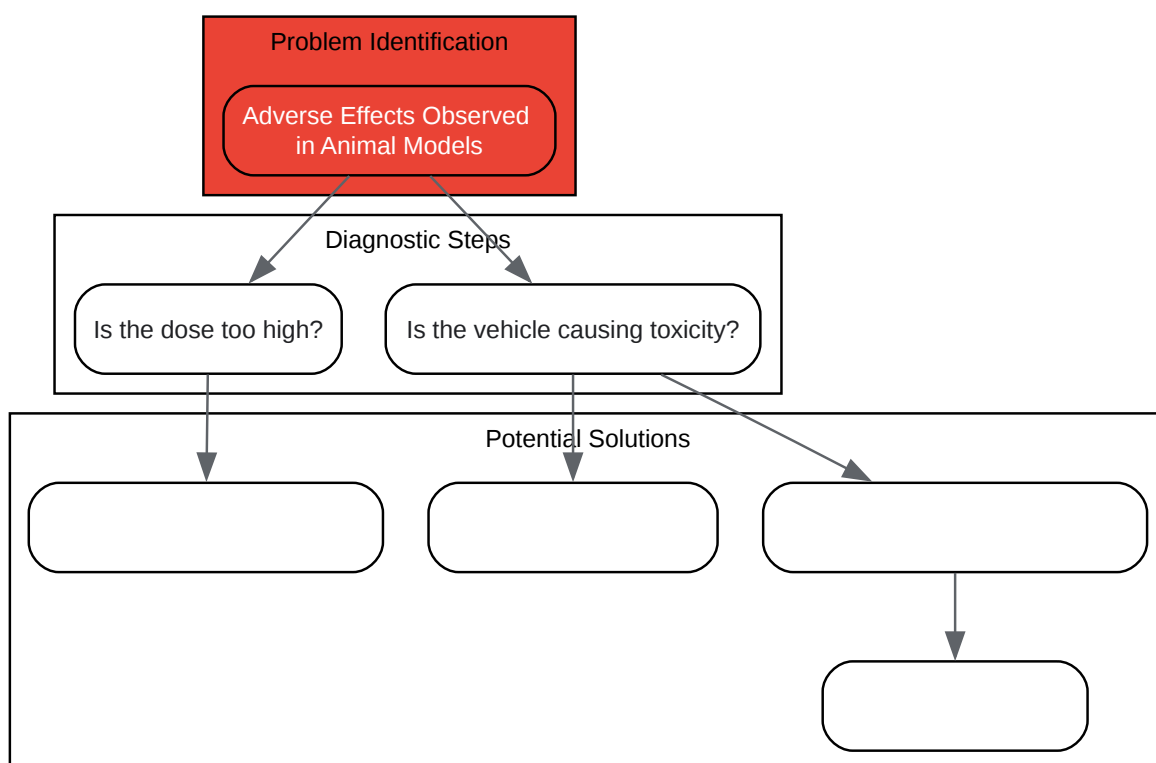 Problem Identification
Adverse Effects Observed
in Animal Models
Diagnostic Steps
Is the dose too high?
Is the vehicle causing toxicity?
Potential Solutions